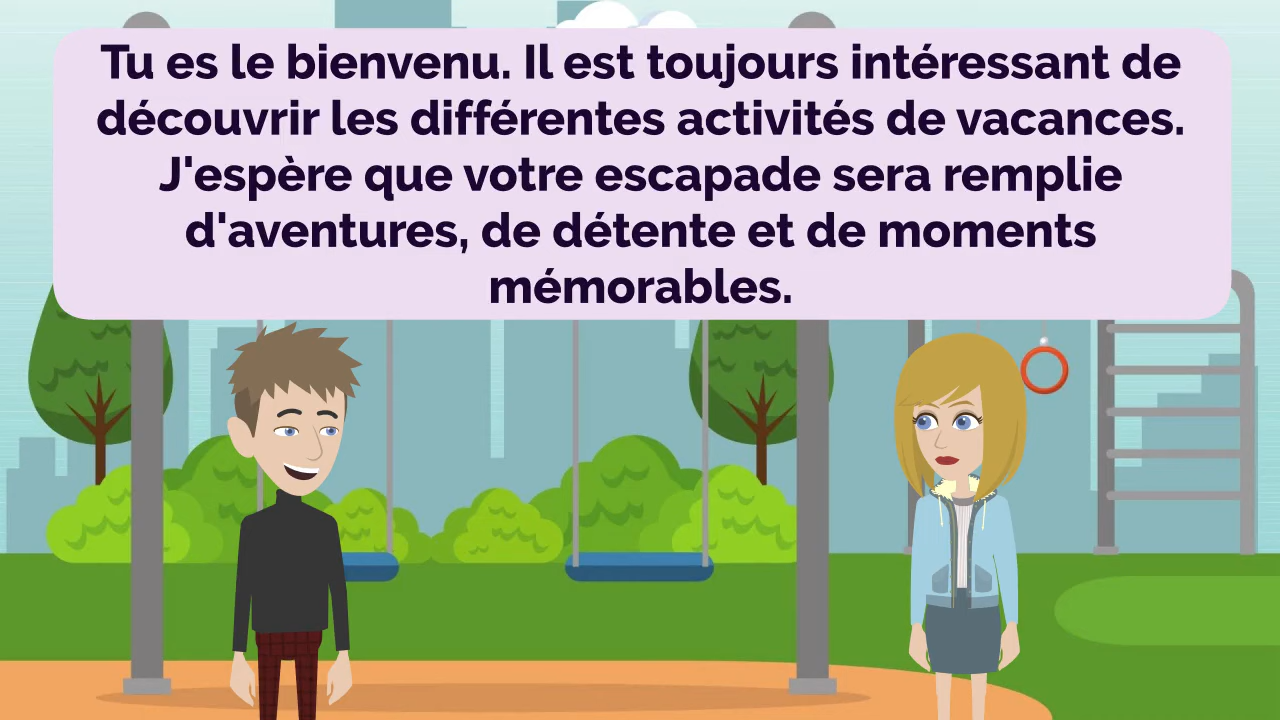 Tu es le bienvenu. Il est toujours intéressant de
découvrir les différentes activités de vacances.
J'espère que votre escapade sera remplie
d'aventures, de détente et de moments
mémorables.